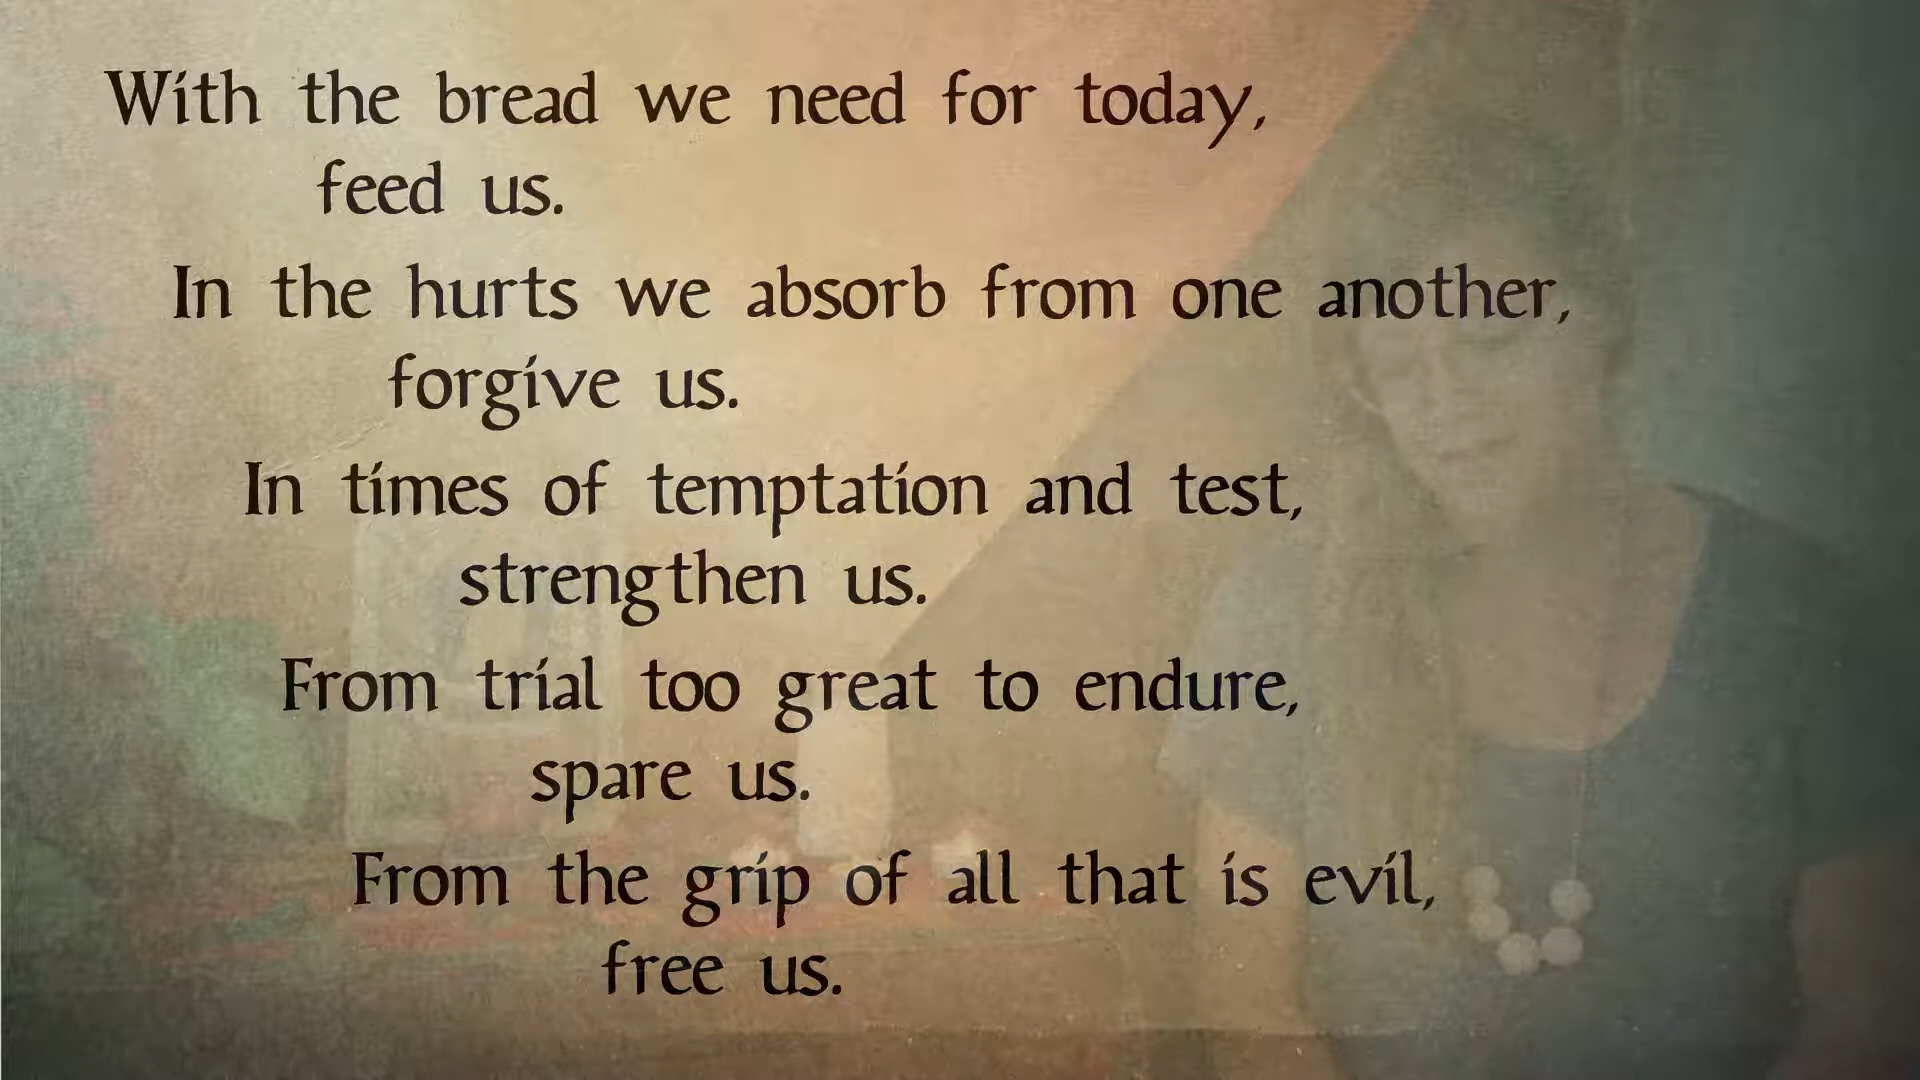 With the bread we need for today,
feed us.
In the hurts we absorb from one another,
forgive us.
In times of temptation and test,
strengthen us.
From trial too great to endure,
spare us.
From the grip of all that is evil,
free us.